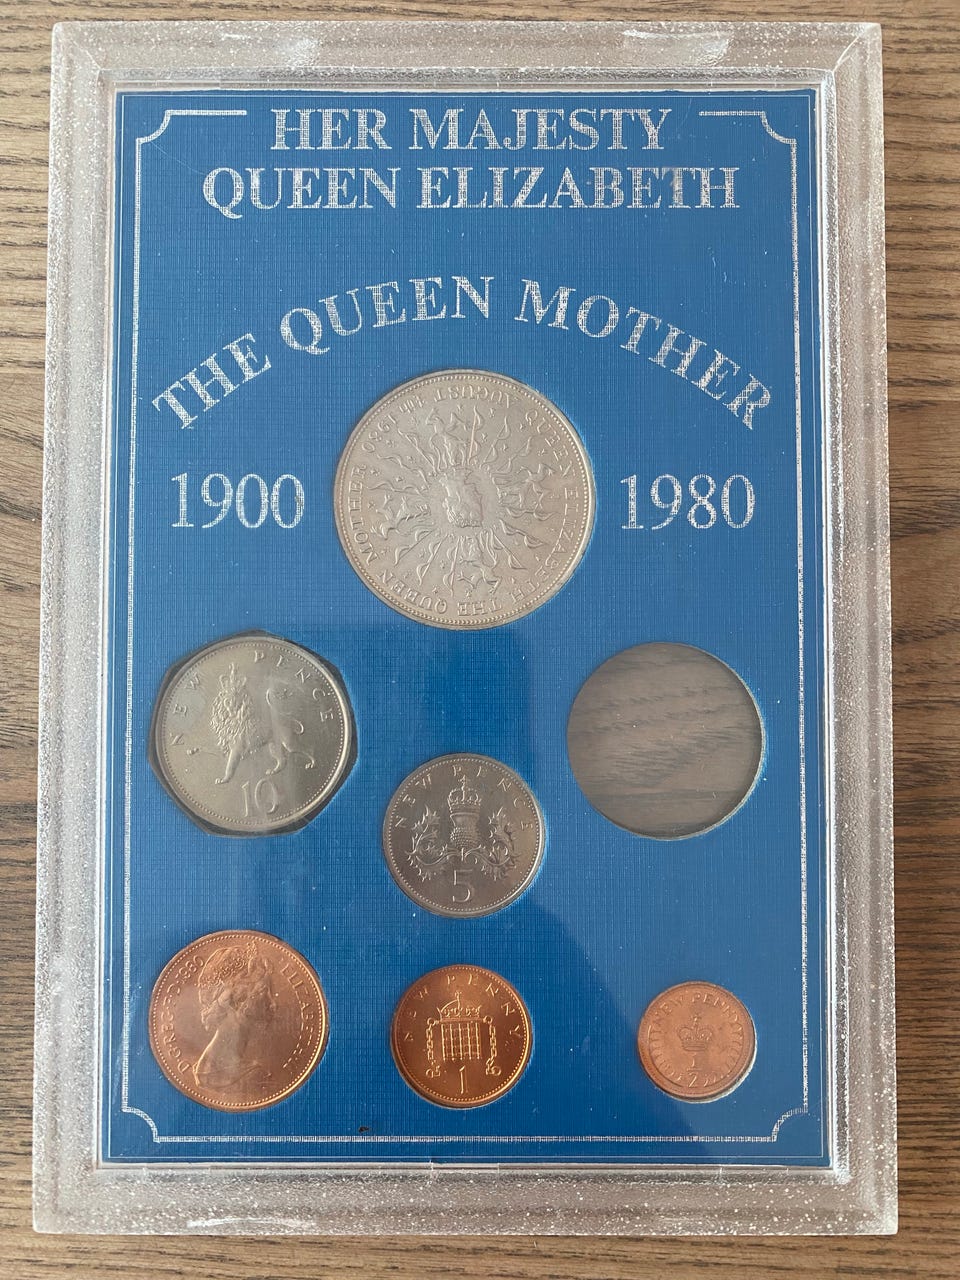 HER MAJESTY
QUEEN ELIZABETH
THE QUEEN MOTHER
1900
1980
QUEEN ELIZABETH THE QUEEN MOTHER AUGUST 4th 1980
NEW PENCE
10
NEW PENCE
5
D·G·REG·F·D·1980 ELIZABETH II
NEW PENNY
1
NEW PENNY
1/2